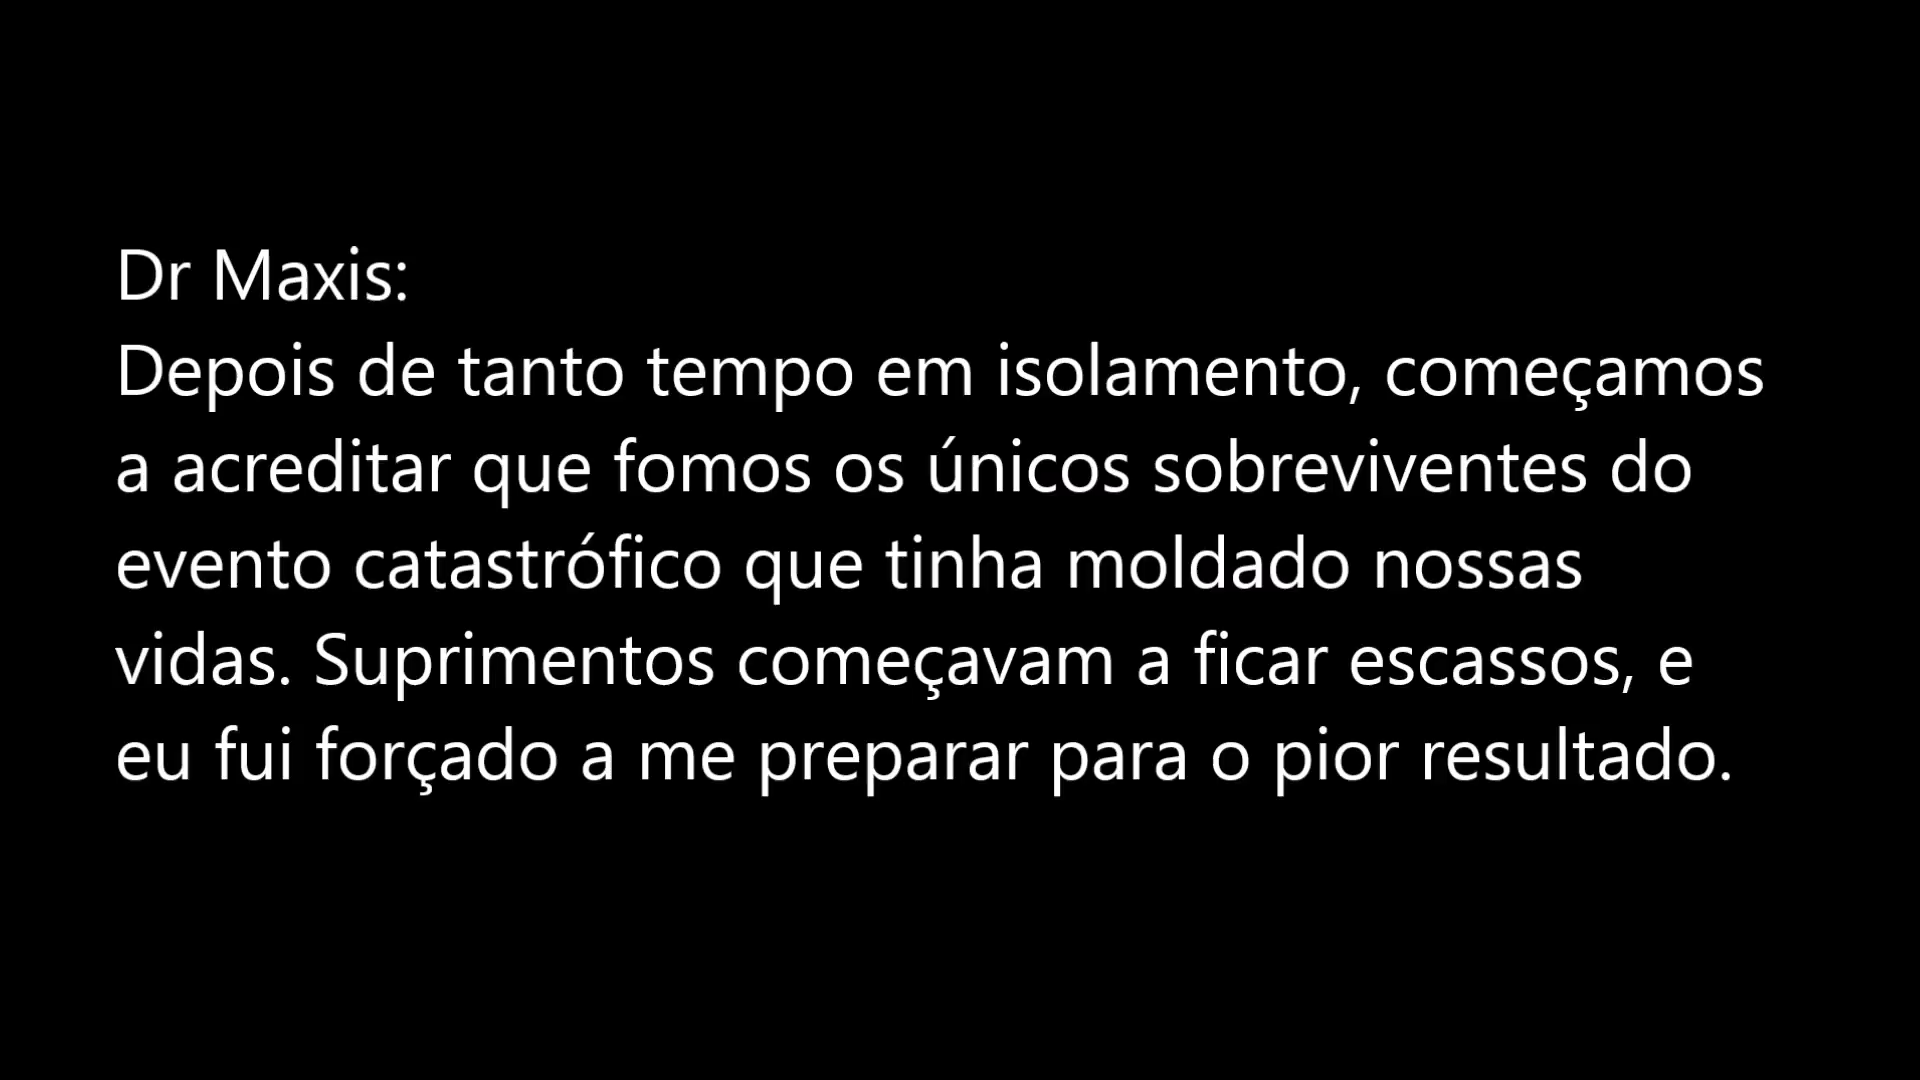 Dr Maxis:
Depois de tanto tempo em isolamento, começamos
a acreditar que fomos os únicos sobreviventes do
evento catastrófico que tinha moldado nossas
vidas. Suprimentos começavam a ficar escassos, e
eu fui forçado a me preparar para o pior resultado.